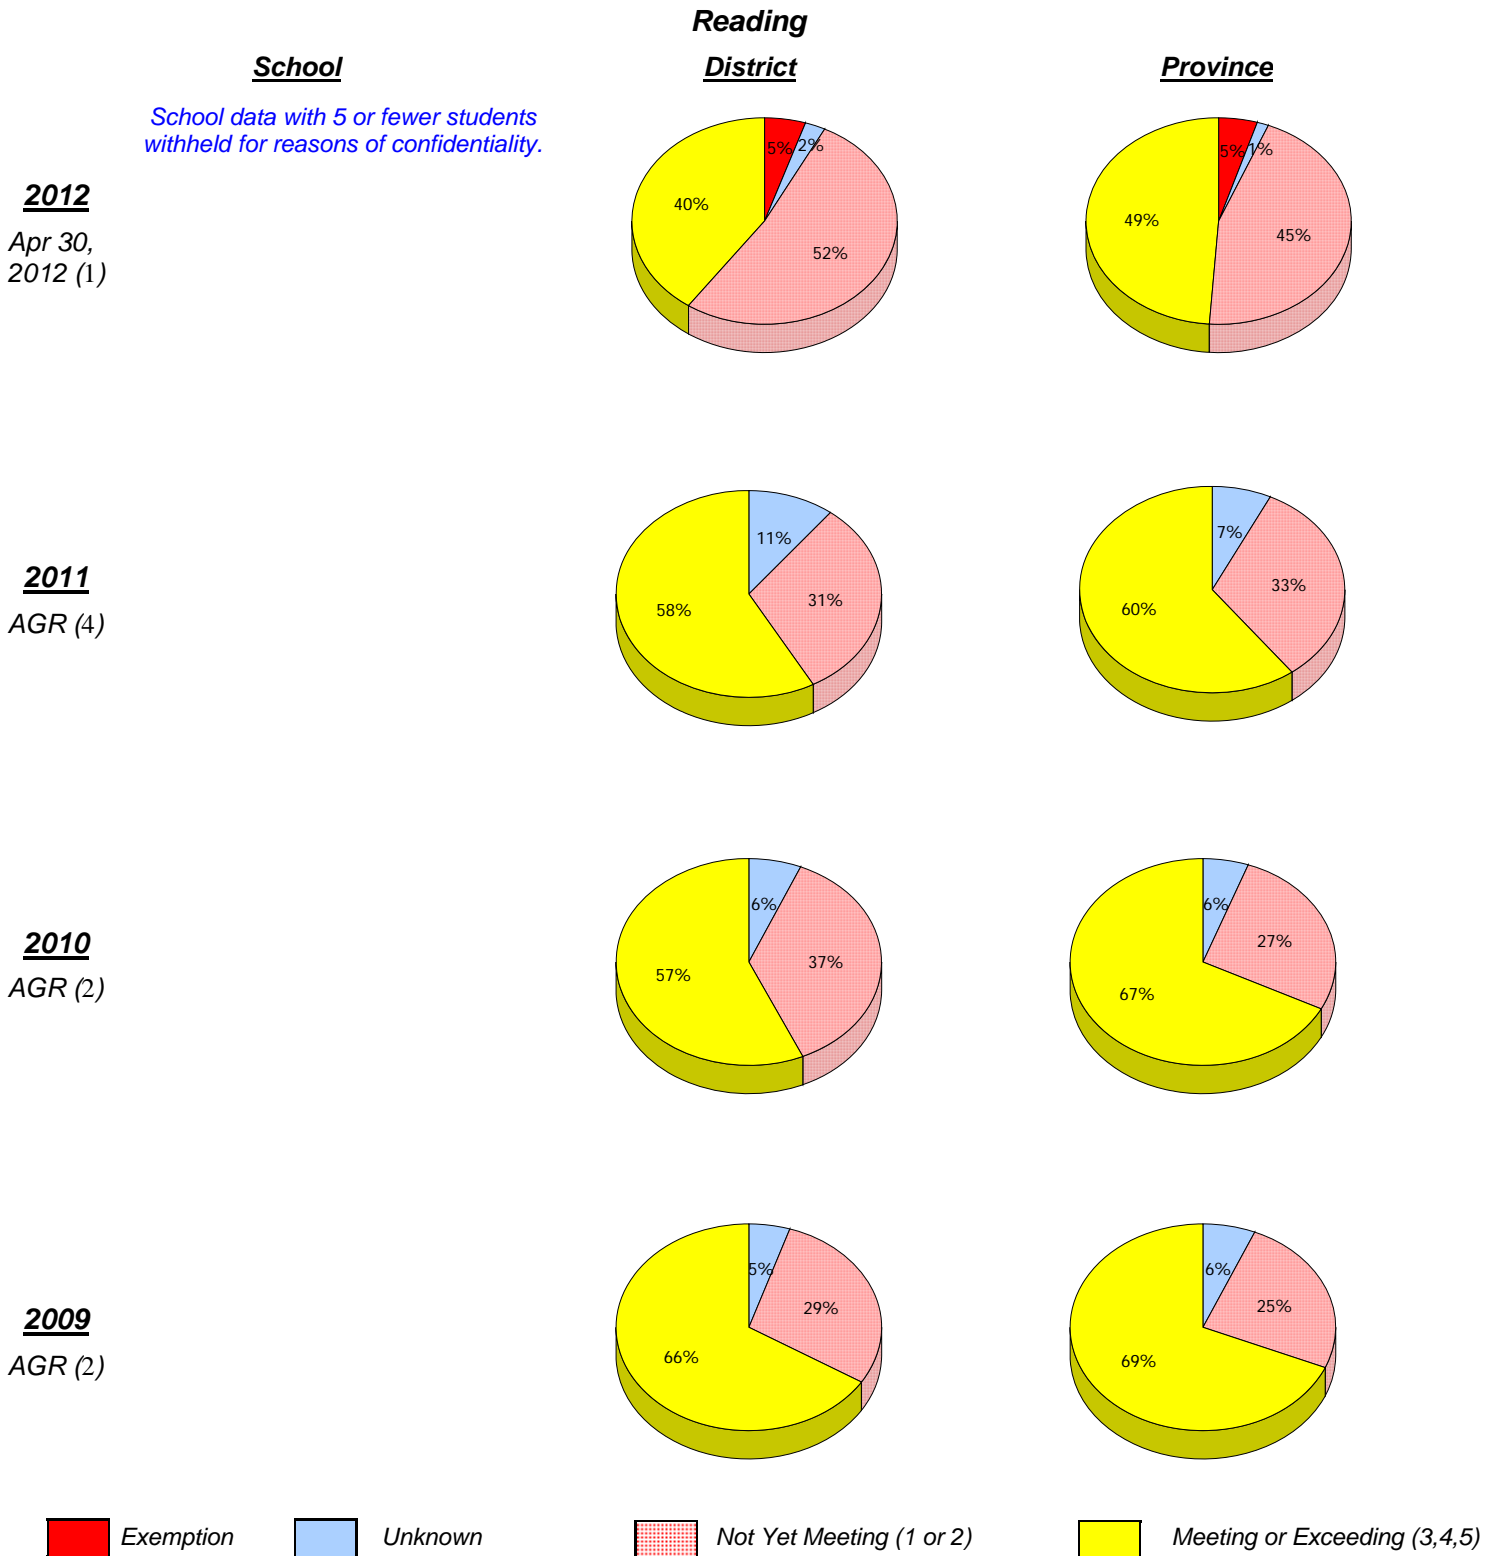 Reading
School
District
Province
School data with 5 or fewer students
withheld for reasons of confidentiality.
2012
Apr 30,
2012 (1)
5%
2%
40%
52%
5%
1%
49%
45%
2011
AGR (4)
11%
58%
31%
7%
60%
33%
2010
AGR (2)
6%
57%
37%
6%
67%
27%
2009
AGR (2)
5%
66%
29%
6%
69%
25%
Exemption
Unknown
Not Yet Meeting (1 or 2)
Meeting or Exceeding (3,4,5)